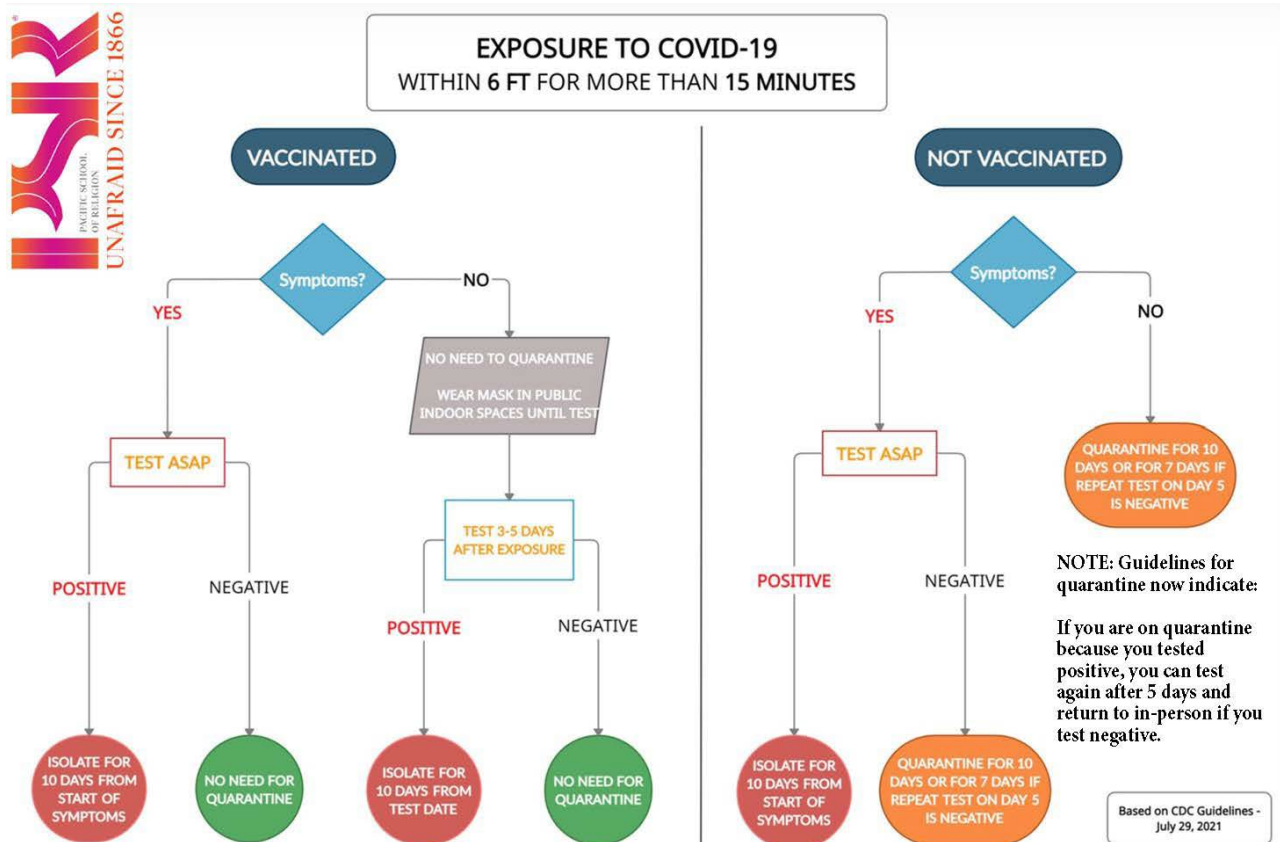 PSR
PACIFIC SCHOOL
OF RELIGION
UNAFRAID SINCE 1866
EXPOSURE TO COVID-19
WITHIN 6 FT FOR MORE THAN 15 MINUTES
VACCINATED
Symptoms?
YES
NO
NO NEED TO QUARANTINE
WEAR MASK IN PUBLIC
INDOOR SPACES UNTIL TEST
TEST ASAP
TEST 3-5 DAYS
AFTER EXPOSURE
POSITIVE
NEGATIVE
POSITIVE
NEGATIVE
ISOLATE FOR
10 DAYS FROM
START OF
SYMPTOMS
NO NEED FOR
QUARANTINE
ISOLATE FOR
10 DAYS FROM
TEST DATE
NO NEED FOR
QUARANTINE
NOT VACCINATED
Symptoms?
YES
NO
TEST ASAP
QUARANTINE FOR 10
DAYS OR FOR 7 DAYS IF
REPEAT TEST ON DAY 5
IS NEGATIVE
POSITIVE
NEGATIVE
ISOLATE FOR
10 DAYS FROM
START OF
SYMPTOMS
QUARANTINE FOR 10
DAYS OR FOR 7 DAYS IF
REPEAT TEST ON DAY 5
IS NEGATIVE
NOTE: Guidelines for
quarantine now indicate:
If you are on quarantine
because you tested
positive, you can test
again after 5 days and
return to in-person if you
test negative.
Based on CDC Guidelines -
July 29, 2021